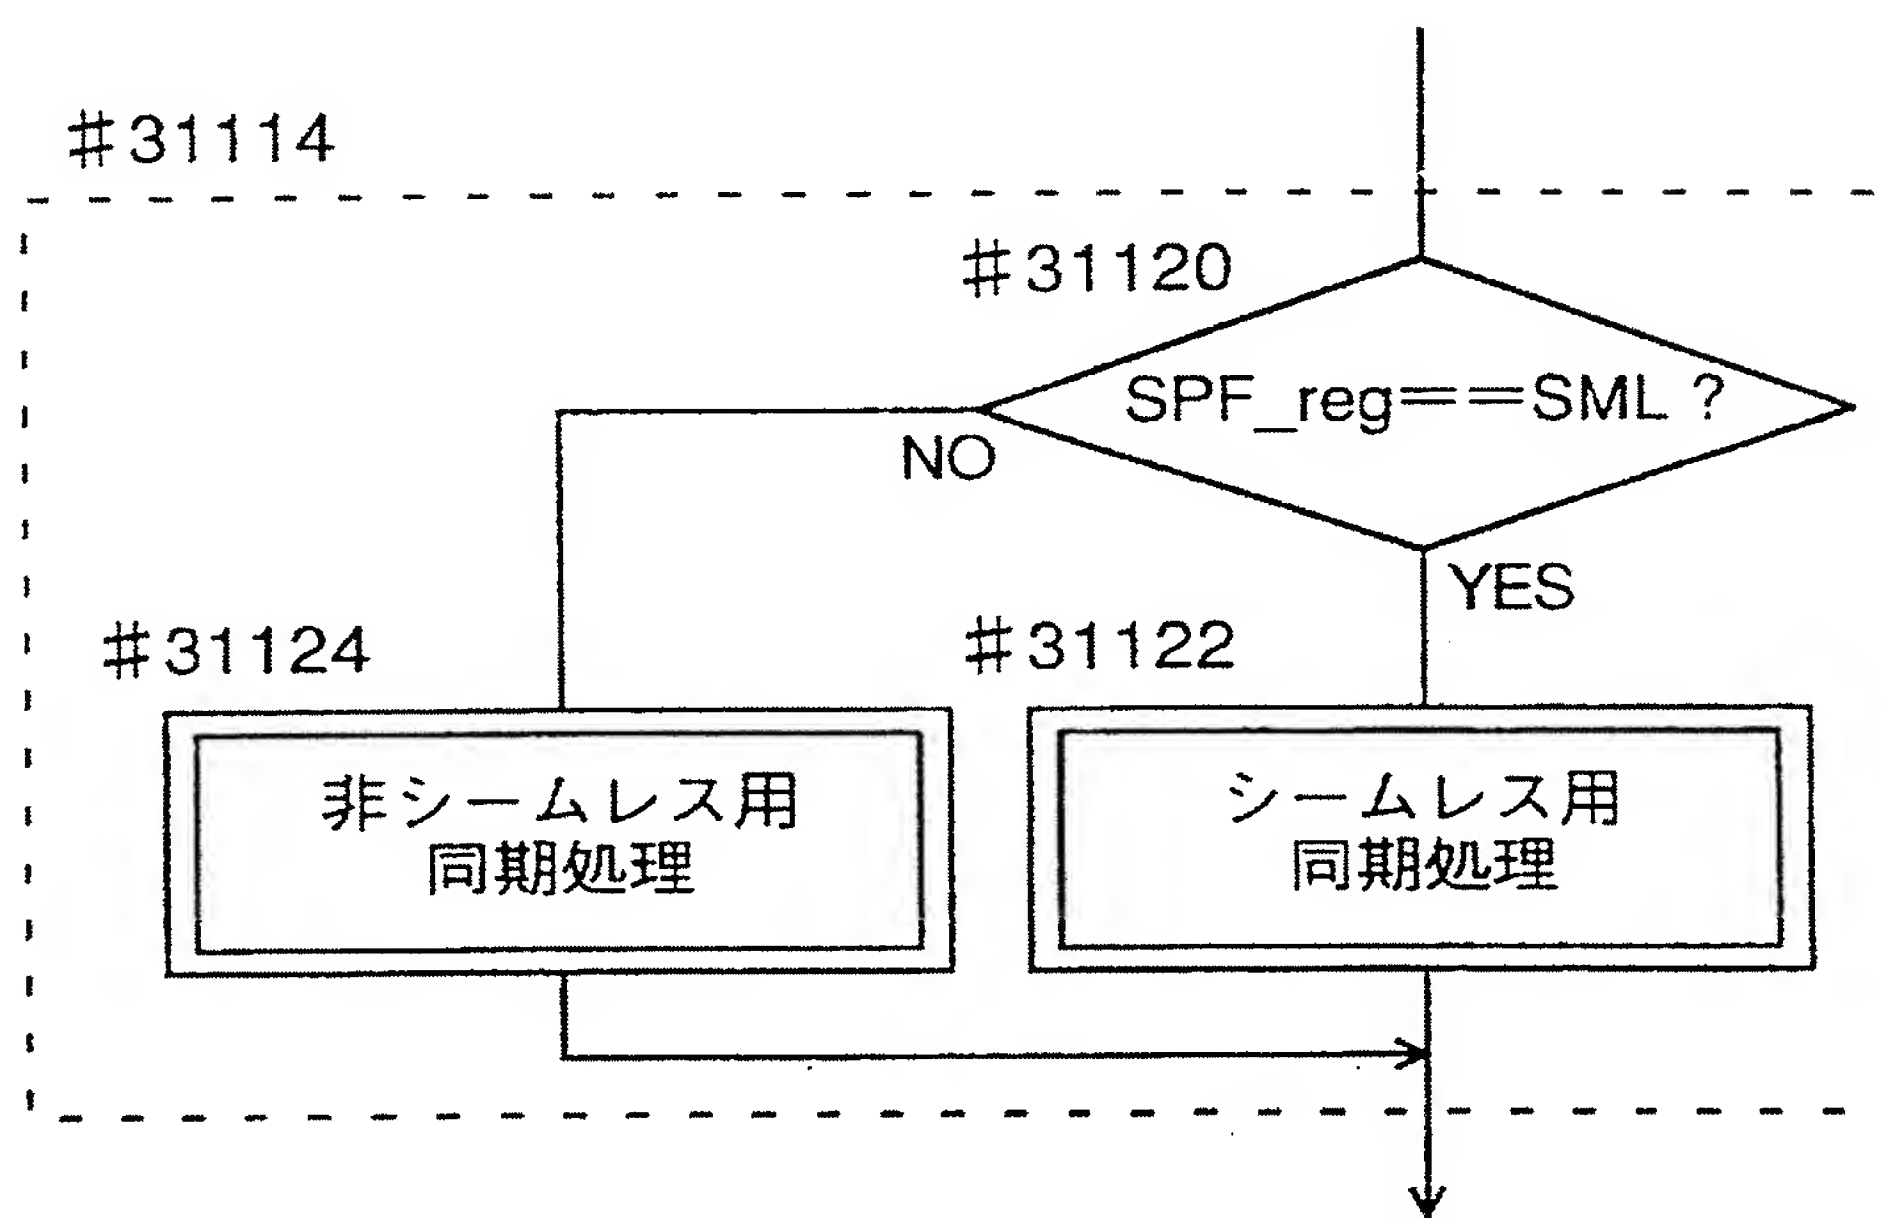 #31114
#31120
SPF_reg==SML ?
NO
YES
#31124
#31122
非シームレス用
同期処理
シームレス用
同期処理